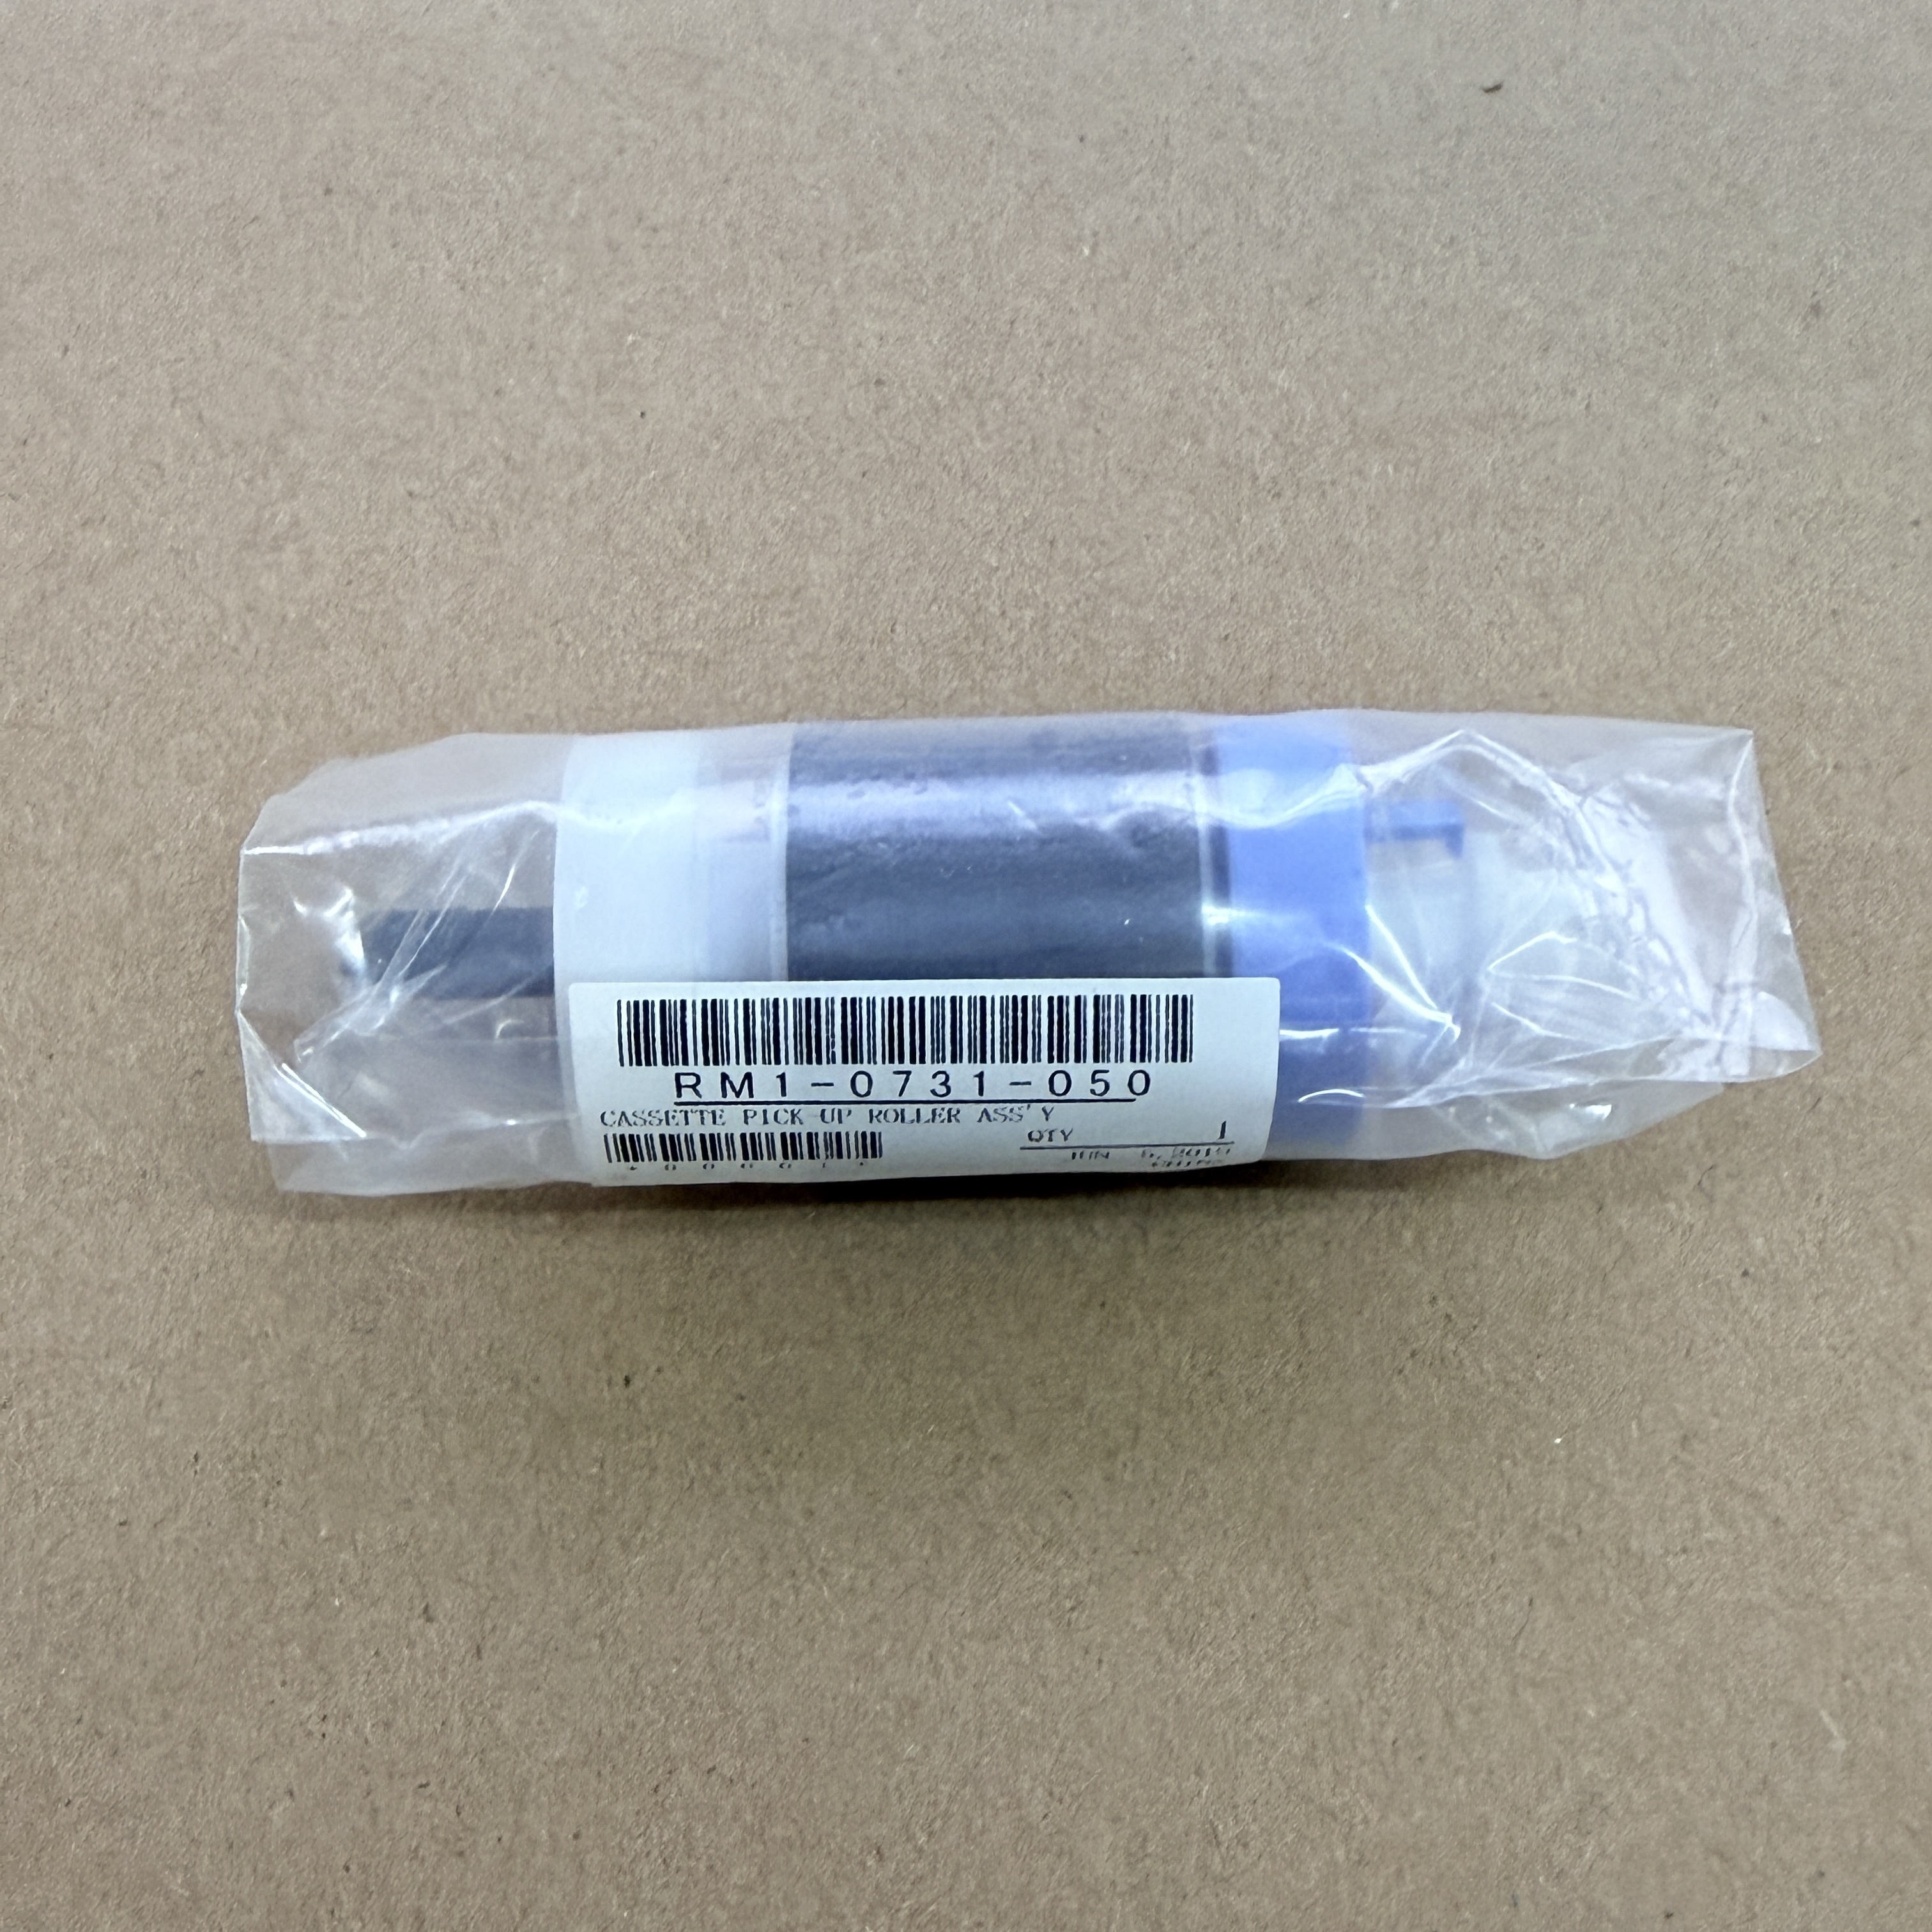 RM1-0731-050
CASSETTE PICK UP ROLLER ASS'Y
QTY 1